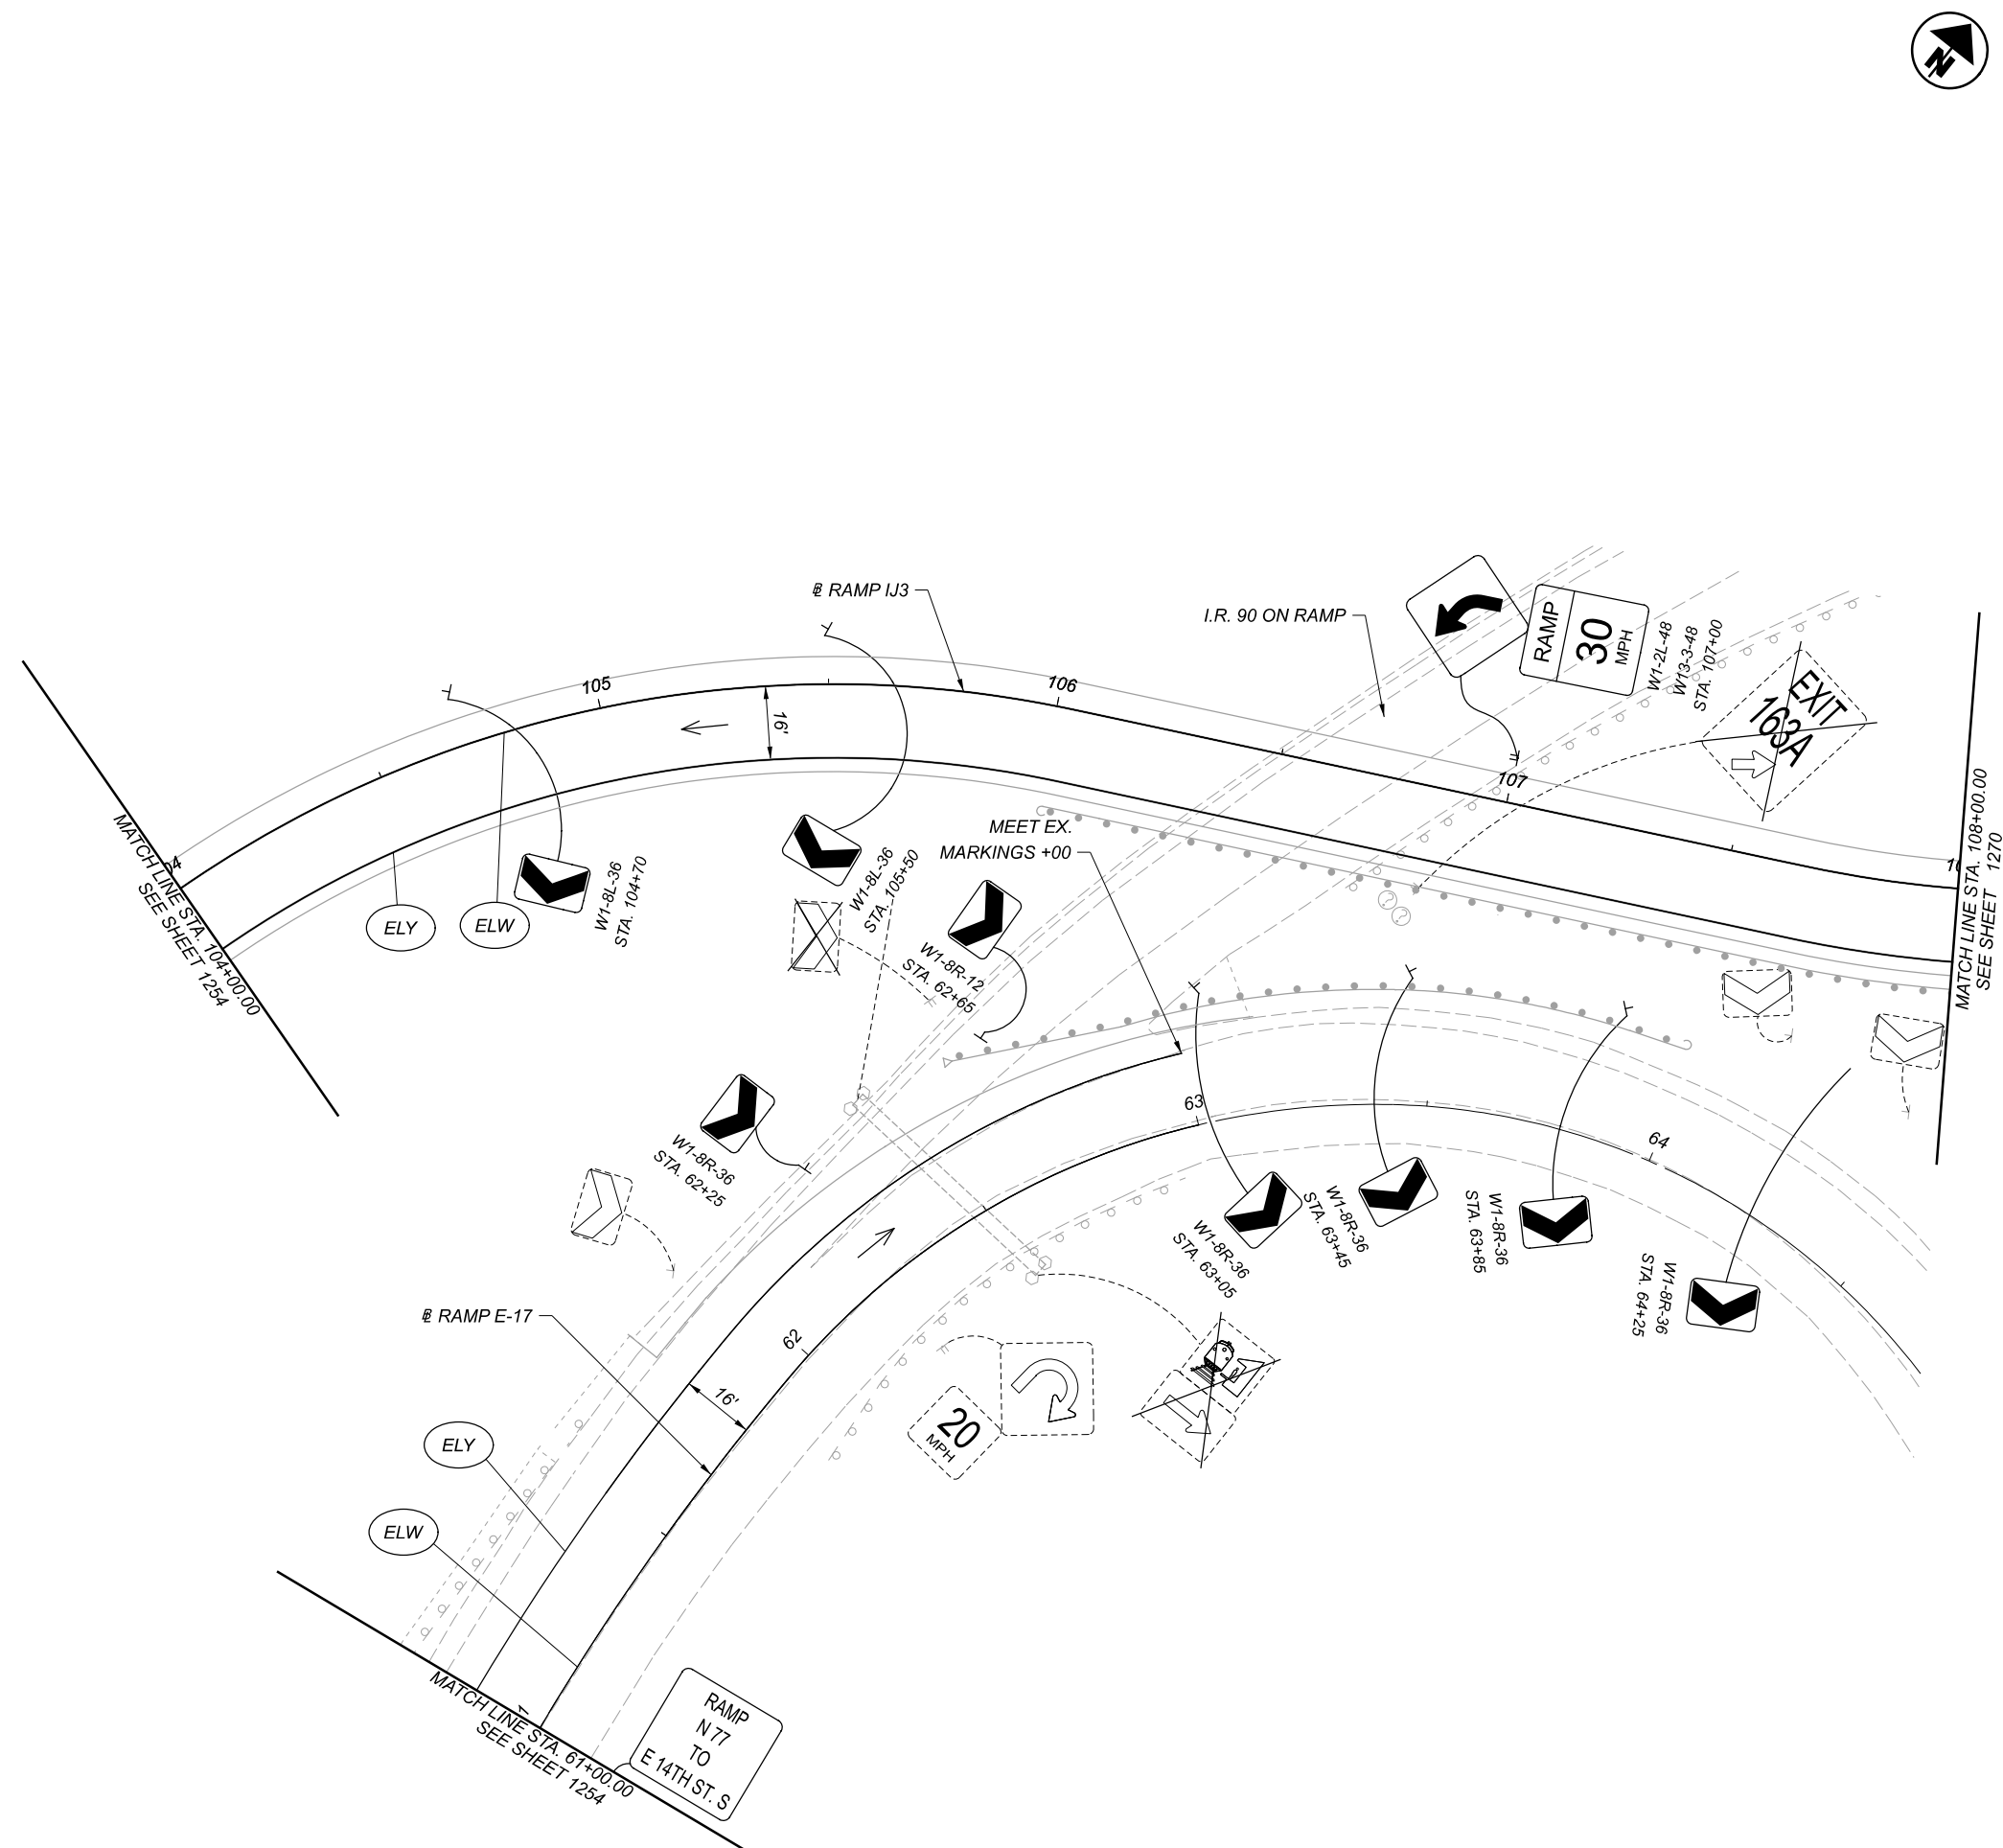 N
℄ RAMP IJ3
I.R. 90 ON RAMP
RAMP
30
MPH
W1-2L-48
W13-3-48
STA. 107+00
EXIT
163A
105
106
107
16'
MEET EX.
MARKINGS +00
MATCH LINE STA. 104+00.00
SEE SHEET 1254
ELY
ELW
W1-8L-36
STA. 104+70
W1-8L-36
STA. 105+50
W1-8R-12
STA. 62+65
MATCH LINE STA. 108+00.00
SEE SHEET 1270
W1-8R-36
STA. 62+25
63
64
W1-8R-36
STA. 63+05
W1-8R-36
STA. 63+45
W1-8R-36
STA. 63+85
W1-8R-36
STA. 64+25
℄ RAMP E-17
62
16'
20
MPH
ELY
ELW
MATCH LINE STA. 61+00.00
SEE SHEET 1254
RAMP
N 77
TO
E 14TH ST. S